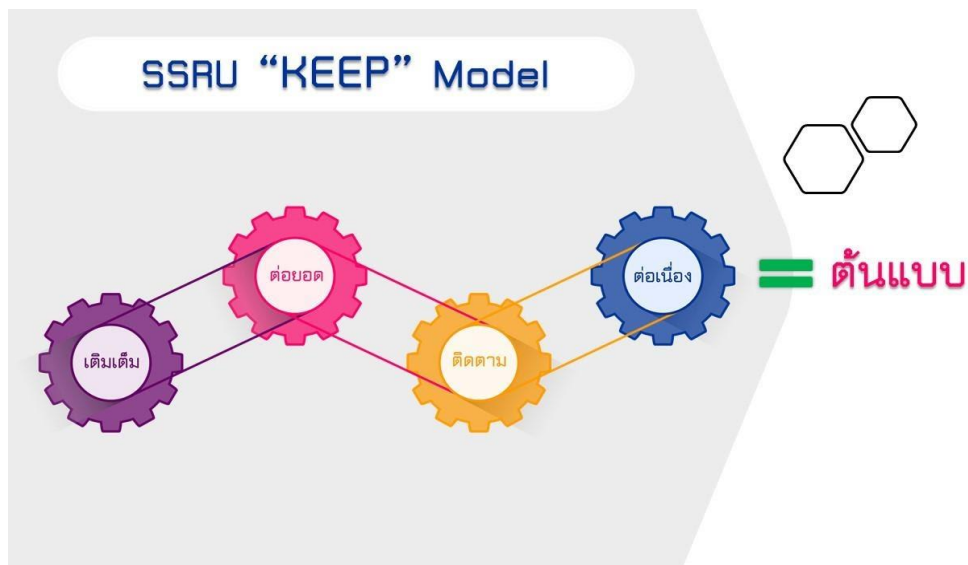 SSRU “KEEP” Model
เติมเต็ม
ต่อยอด
ติดตาม
ต่อเนื่อง
= ต้นแบบ